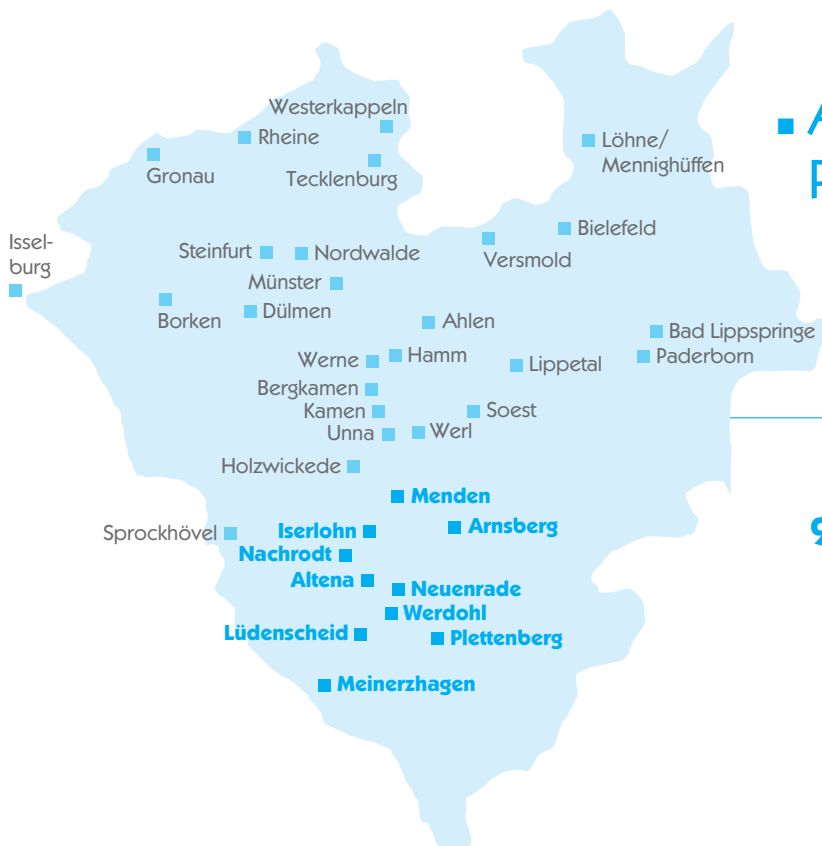 Westerkappeln
Rheine
Löhne/
Mennighüffen
Gronau
Tecklenburg
Bielefeld
Issel-
burg
Steinfurt
Nordwalde
Versmold
Münster
Borken
Dülmen
Ahlen
Bad Lippspringe
Werne
Hamm
Lippetal
Paderborn
Bergkamen
Kamen
Soest
Unna
Werl
Holzwickede
Menden
Sprockhövel
Iserlohn
Arnsberg
Nachrodt
Altena
Neuenrade
Werdohl
Lüdenscheid
Plettenberg
Meinerzhagen